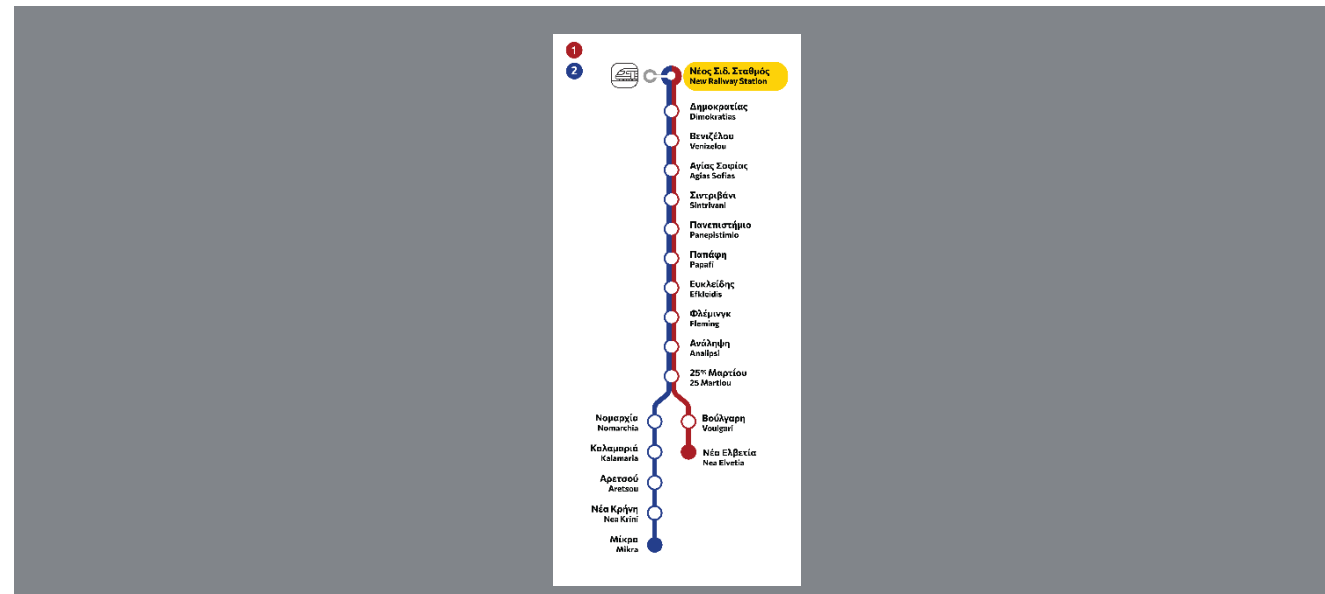 1
2
Νέος Σιδ. Σταθμός
New Railway Station
Δημοκρατίας
Dimokratias
Βενιζέλου
Venizelou
Αγίας Σοφίας
Agias Sofias
Σιντριβάνι
Sintrivani
Πανεπιστήμιο
Panepistimio
Παπάφη
Papafi
Ευκλείδης
Efkleidis
Φλέμινγκ
Fleming
Ανάληψη
Analipsi
25ης Μαρτίου
25 Martiou
Νομαρχία
Nomarchia
Βούλγαρη
Voulgari
Καλαμαριά
Kalamaria
Νέα Ελβετία
Nea Elvetia
Αρετσού
Aretsou
Νέα Κρήνη
Nea Krini
Μίκρα
Mikra